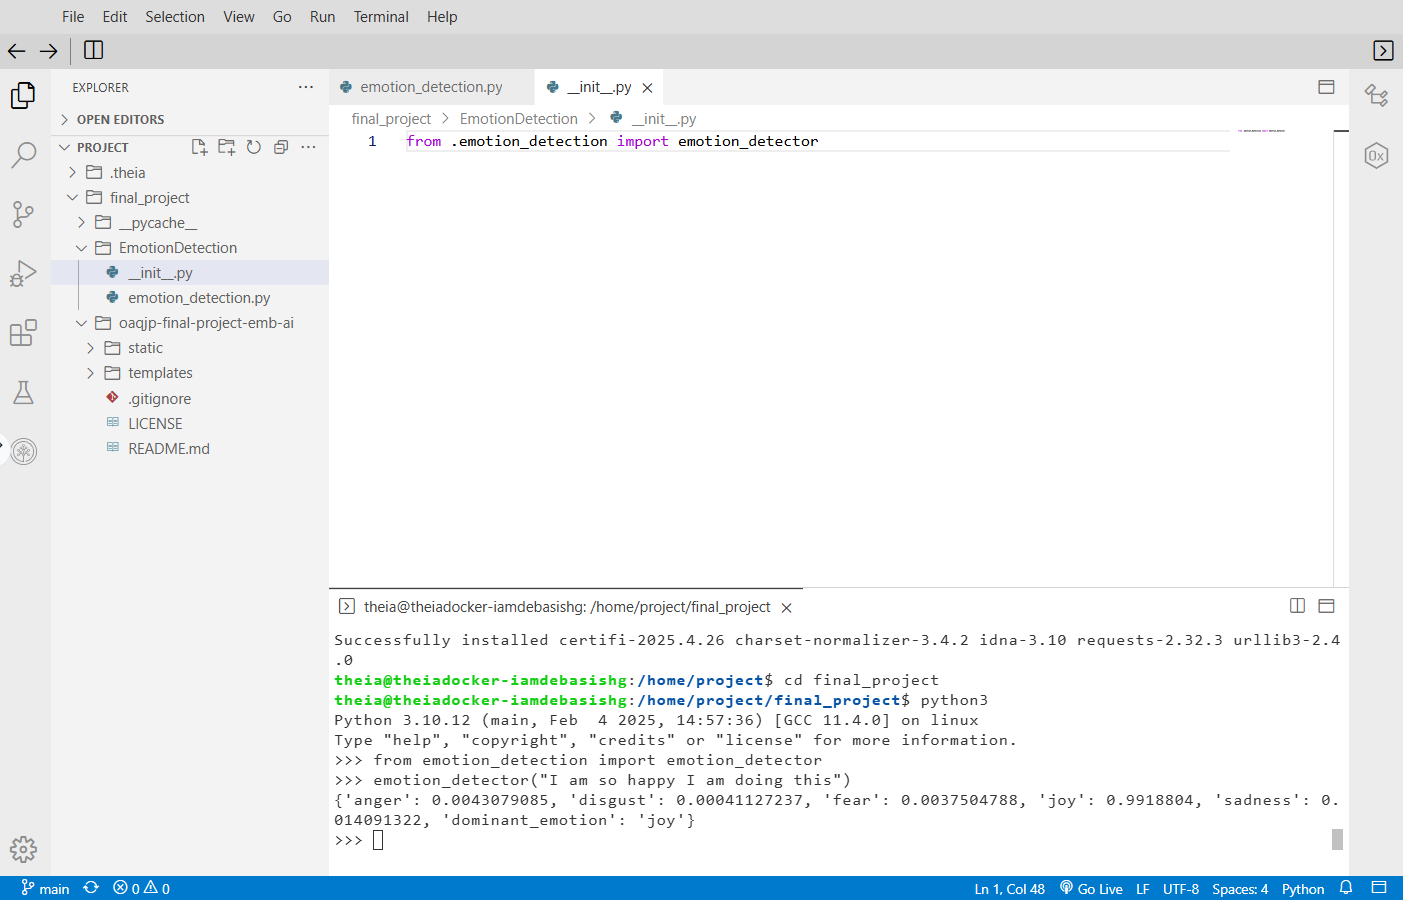 File Edit Selection View Go Run Terminal Help
EXPLORER
OPEN EDITORS
PROJECT
.theia
final_project
__pycache__
EmotionDetection
__init__.py
emotion_detection.py
oaqjp-final-project-emb-ai
static
templates
.gitignore
LICENSE
README.md
emotion_detection.py
__init__.py
final_project > EmotionDetection > __init__.py
1 from .emotion_detection import emotion_detector
0x
theia@theiadocker-iamdebasishg: /home/project/final_project
Successfully installed certifi-2025.4.26 charset-normalizer-3.4.2 idna-3.10 requests-2.32.3 urllib3-2.4
.0
theia@theiadocker-iamdebasishg:/home/project$ cd final_project
theia@theiadocker-iamdebasishg:/home/project/final_project$ python3
Python 3.10.12 (main, Feb  4 2025, 14:57:36) [GCC 11.4.0] on linux
Type "help", "copyright", "credits" or "license" for more information.
>>> from emotion_detection import emotion_detector
>>> emotion_detector("I am so happy I am doing this")
{'anger': 0.0043079085, 'disgust': 0.00041127237, 'fear': 0.0037504788, 'joy': 0.9918804, 'sadness': 0.
014091322, 'dominant_emotion': 'joy'}
>>>
main 0 0 Ln 1, Col 48 Go Live LF UTF-8 Spaces: 4 Python